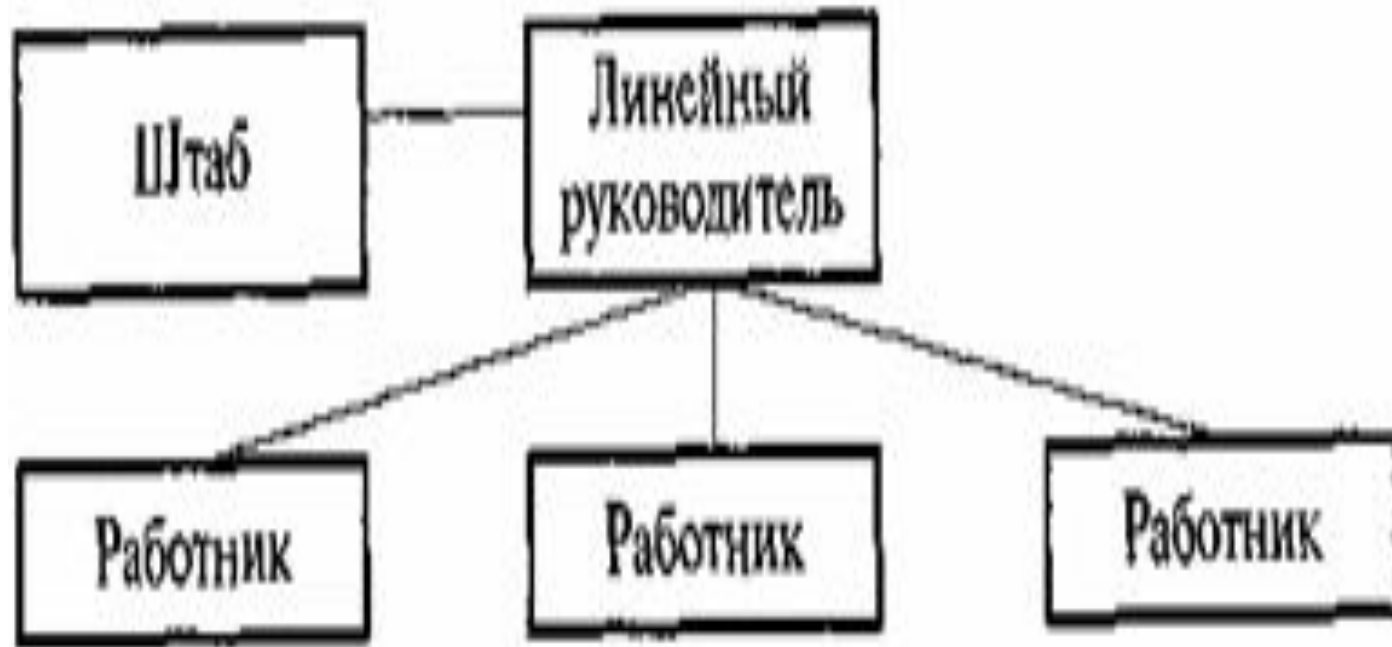 Штаб
Линейный
руководитель
Работник
Работник
Работник